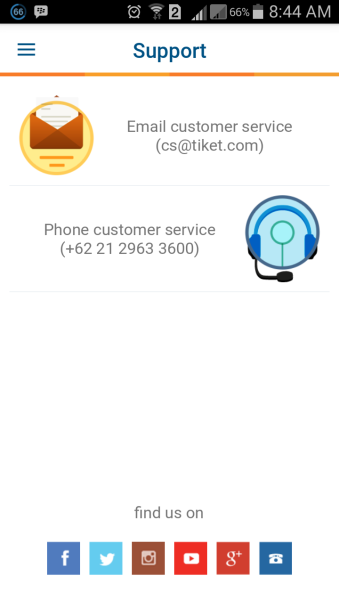 66
2
66%
8:44 AM
Support
Email customer service
(cs@tiket.com)
Phone customer service
(+62 21 2963 3600)
find us on
f
g+